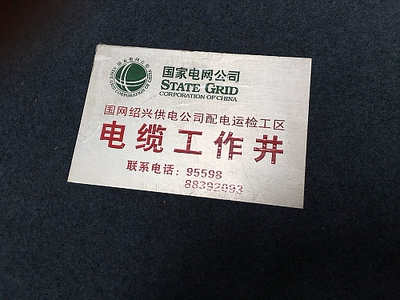 国家电网公司
STATE GRID
CORPORATION OF CHINA
国网绍兴供电公司配电运检工区
电缆工作井
联系电话：95598
88392093